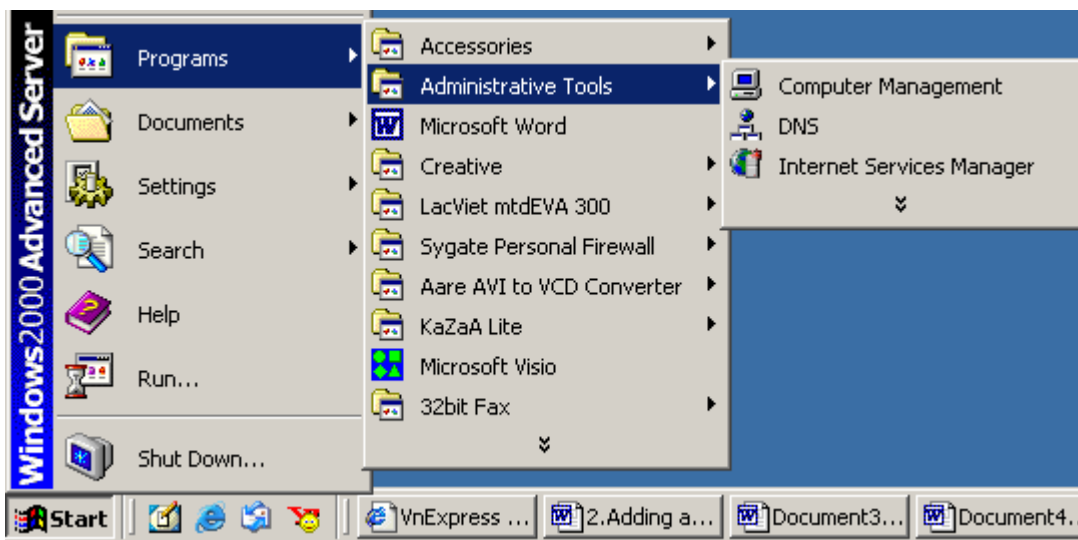 Windows2000 Advanced Server
Programs
Documents
Settings
Search
Help
Run...
Shut Down...
Accessories
Administrative Tools
Microsoft Word
Creative
LacViet mtdEVA 300
Sygate Personal Firewall
Aare AVI to VCD Converter
KaZaA Lite
Microsoft Visio
32bit Fax
Computer Management
DNS
Internet Services Manager
Start
VnExpress ...
2.Adding a...
Document3...
Document4..